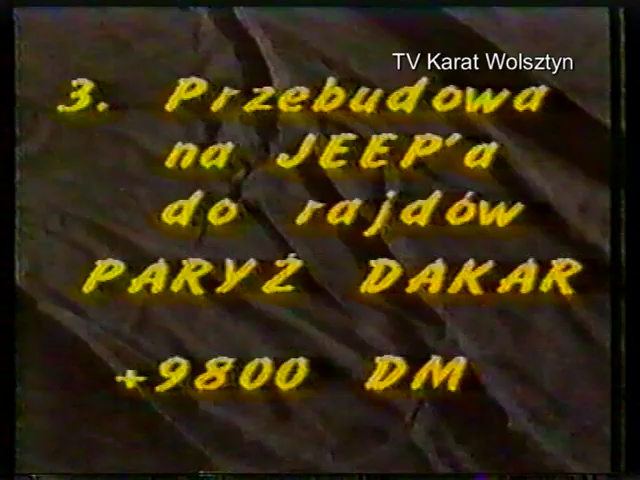 TV Karat Wolsztyn
3. Przebudowa
na JEEP'a
do rajdów
PARYŻ DAKAR
+9800 DM